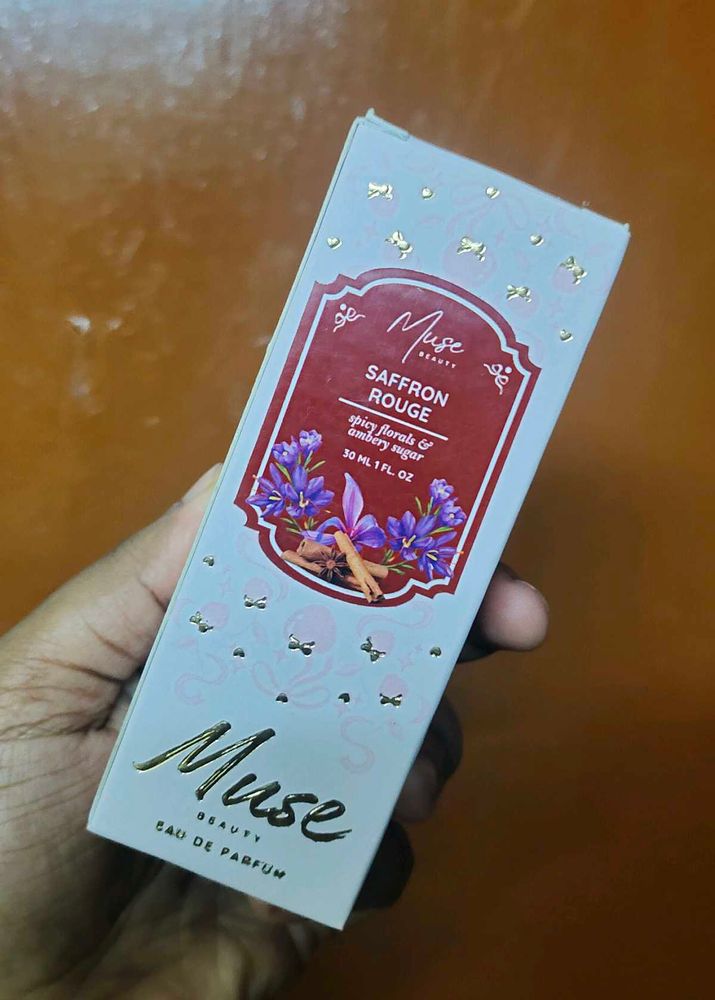 Muse
BEAUTY
SAFFRON
ROUGE
spicy florals &
ambery sugar
30 ML 1 FL. OZ
Muse
BEAUTY
EAU DE PARFUM